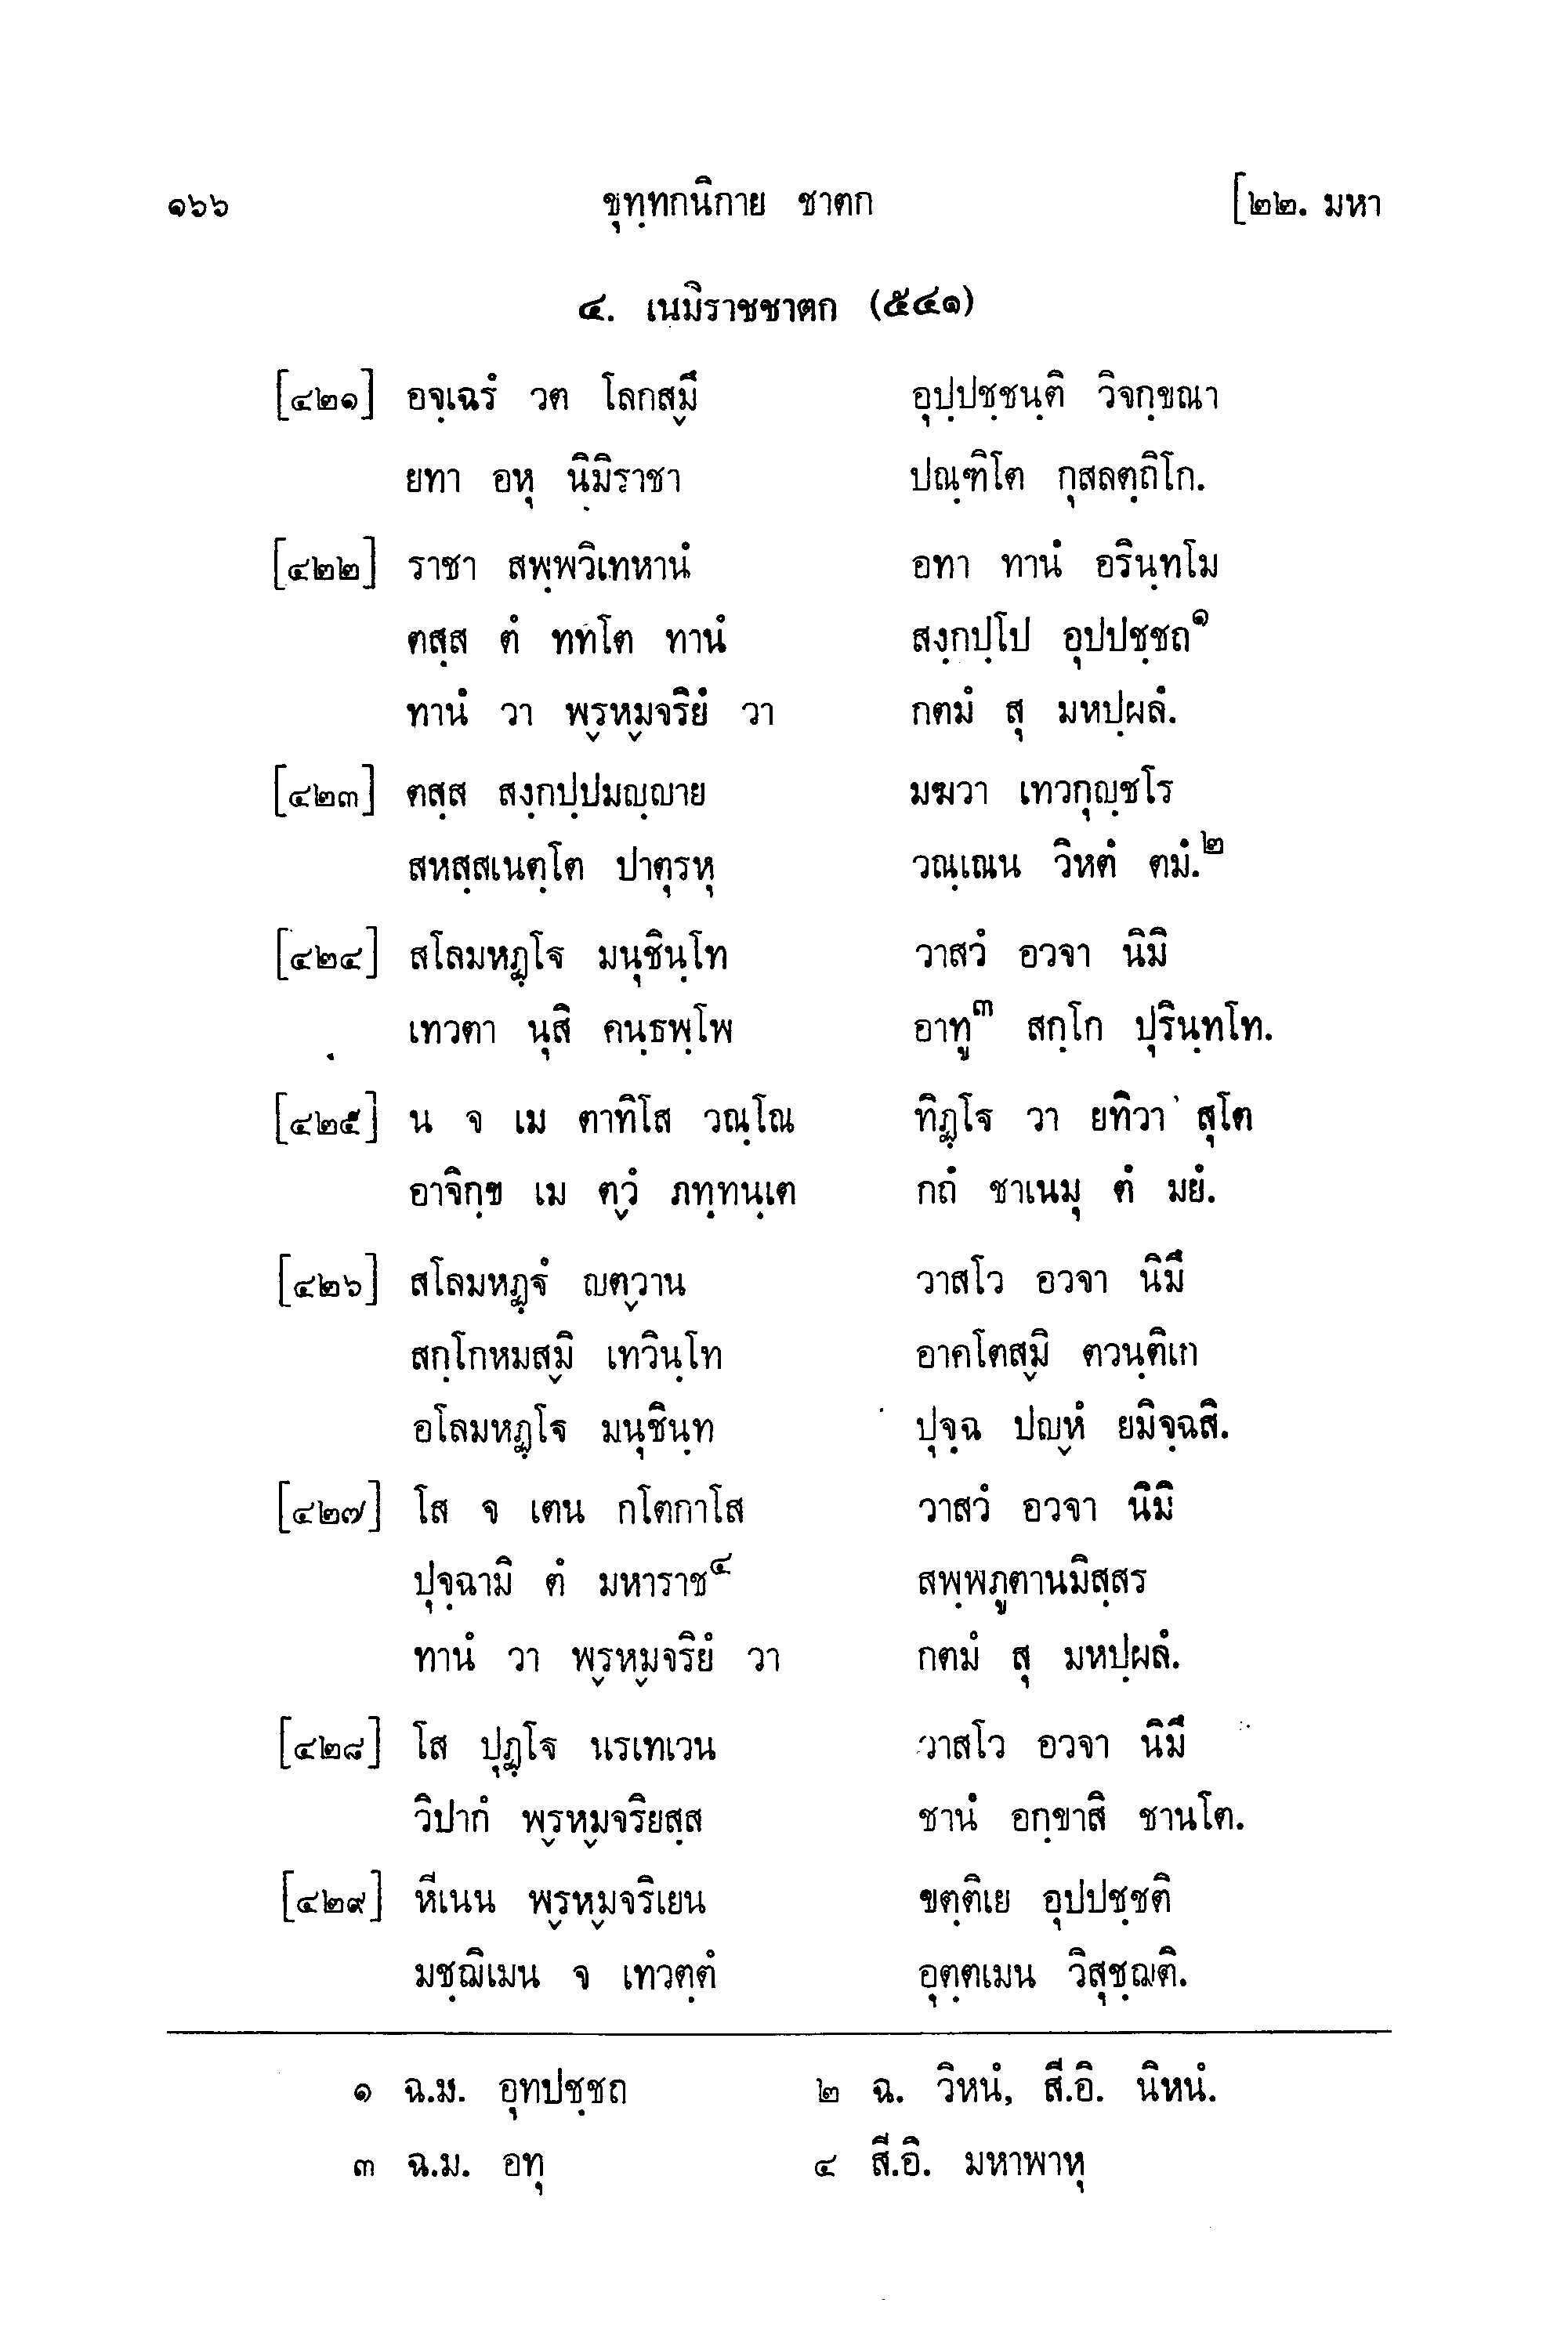 ๑๖๖ ขุทฺทกนิกาย ชาตก [๒๒. มหา
๔. เนมิราชชาตก (๕๔๑)
[๔๒๑] อจฺเฉรํ วต โลกสฺมึ อุปฺปชฺชนฺติ วิจกฺขณา
ยทา อหุ นิมิราชา ปณฺฑิโต กุสลตฺถิโก.
[๔๒๒] ราชา สพฺพวิเทหานํ อทา ทานํ อรินฺทโม
ตสฺส ตํ ททโต ทานํ สงฺกปฺโป อุปปชฺชถ๑
ทานํ วา พฺรหฺมจริยํ วา กตมํ สุ มหปฺผลํ.
[๔๒๓] ตสฺส สงฺกปฺปมญฺญาย มฆวา เทวกุญฺชโร
สหสฺสเนตฺโต ปาตุรหุ วณฺเณน วิหตํ ตมํ.๒
[๔๒๔] สโลมหฏฺโฐ มนุชินฺโท วาสวํ อวจา นิมิ
เทวตา นุสิ คนฺธพฺโพ อาทู๓ สกฺโก ปุรินฺทโท.
[๔๒๕] น จ เม ตาทิโส วณฺโณ ทิฏฺโฐ วา ยทิวา สุโต
อาจิกฺข เม ตฺวํ ภทฺทนฺเต กถํ ชาเนมุ ตํ มยํ.
[๔๒๖] สโลมหฏฺฐํ ญตฺวาน วาสโว อวจา นิมึ
สกฺโกหมสฺมิ เทวินฺโท อาคโตสฺมิ ตวนฺติเก
อโลมหฏฺโฐ มนุชินฺท ปุจฺฉ ปญฺหํ ยมิจฺฉสิ.
[๔๒๗] โส จ เตน กโตกาโส วาสวํ อวจา นิมิ
ปุจฺฉามิ ตํ มหาราช๔ สพฺพภูตานมิสฺสร
ทานํ วา พฺรหฺมจริยํ วา กตมํ สุ มหปฺผลํ.
[๔๒๘] โส ปุฏฺโฐ นรเทเวน วาสโว อวจา นิมึ
วิปากํ พฺรหฺมจริยสฺส ชานํ อกฺขาสิ ชานโต.
[๔๒๙] หีเนน พฺรหฺมจริเยน ขตฺติเย อุปปชฺชติ
มชฺฌิเมน จ เทวตฺตํ อุตฺตเมน วิสุชฺฌติ.
๑ ฉ.ม. อุทปชฺชถ ๒ ฉ. วิหนํ, สี.อิ. นิหนํ.
๓ ฉ.ม. อทุ ๔ สี.อิ. มหาพาหุ